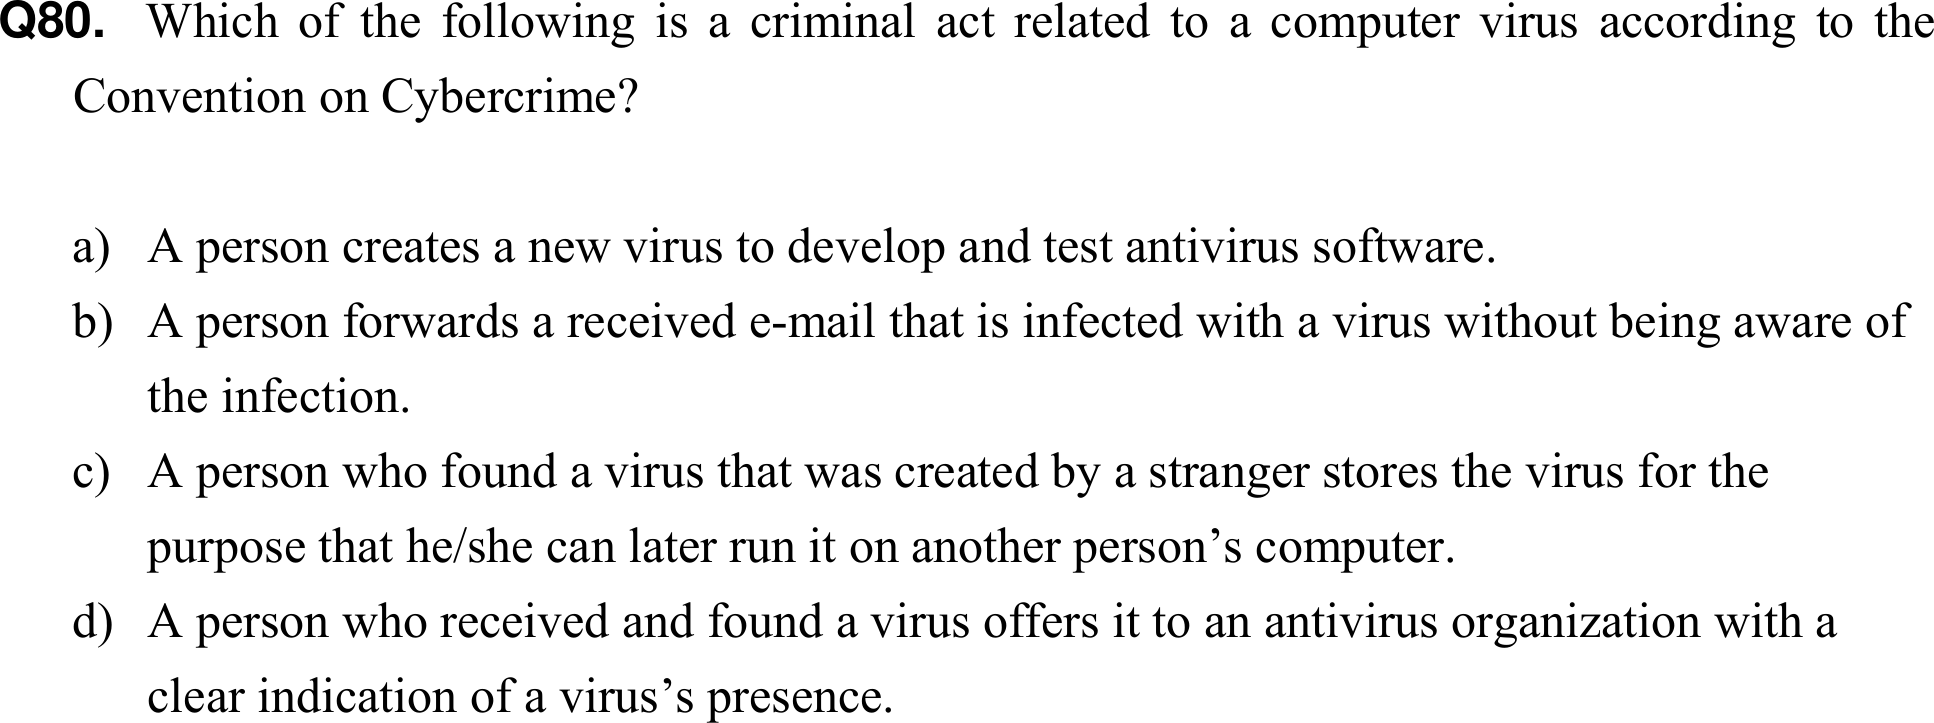 Q80. Which of the following is a criminal act related to a computer virus according to the
Convention on Cybercrime?
a) A person creates a new virus to develop and test antivirus software.
b) A person forwards a received e-mail that is infected with a virus without being aware of
the infection.
c) A person who found a virus that was created by a stranger stores the virus for the
purpose that he/she can later run it on another person’s computer.
d) A person who received and found a virus offers it to an antivirus organization with a
clear indication of a virus’s presence.